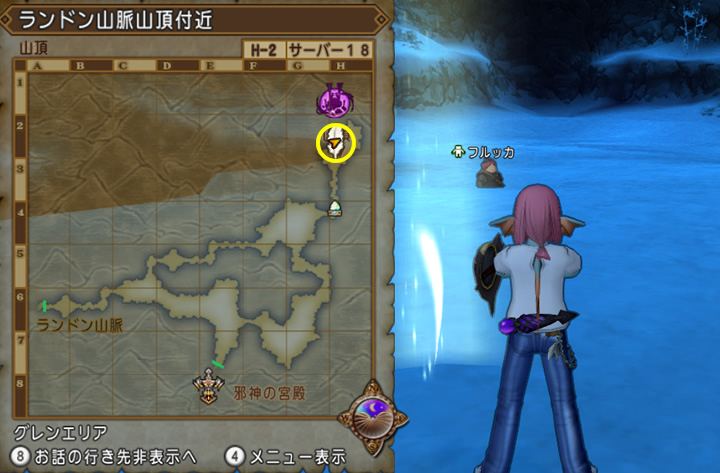 ランドン山脈山頂付近
山頂
H-2 サーバー18
A B C D E F G H
1
2
3
4
5
6
7
8
ランドン山脈
邪神の宮殿
グレンエリア
8 お話の行き先非表示へ 4 メニュー表示
フルッカ